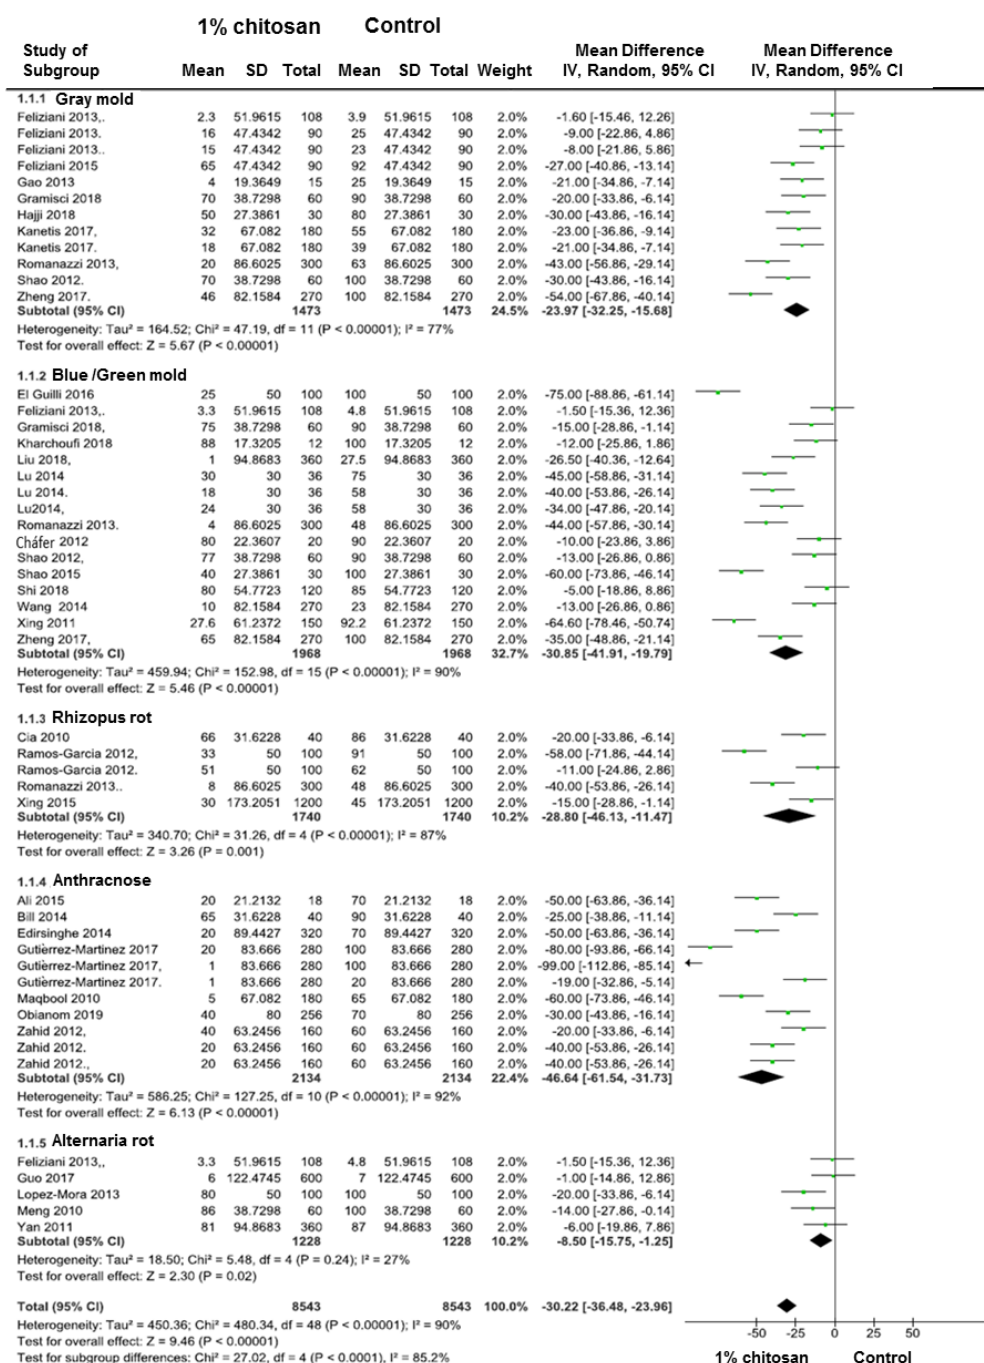 1% chitosan Control
Study of Mean Difference Mean Difference
Subgroup Mean SD Total Mean SD Total Weight IV, Random, 95% CI IV, Random, 95% CI
1.1.1 Gray mold
Feliziani 2013,. 2.3 51.9615 108 3.9 51.9615 108 2.0% -1.60 [-15.46, 12.26]
Feliziani 2013. 16 47.4342 90 25 47.4342 90 2.0% -9.00 [-22.86, 4.86]
Feliziani 2013.. 15 47.4342 90 23 47.4342 90 2.0% -8.00 [-21.86, 5.86]
Feliziani 2015 65 47.4342 90 92 47.4342 90 2.0% -27.00 [-40.86, -13.14]
Gao 2013 4 19.3649 15 25 19.3649 15 2.0% -21.00 [-34.86, -7.14]
Gramisci 2018 70 38.7298 60 90 38.7298 60 2.0% -20.00 [-33.86, -6.14]
Hajji 2018 50 27.3861 30 80 27.3861 30 2.0% -30.00 [-43.86, -16.14]
Kanetis 2017, 32 67.082 180 55 67.082 180 2.0% -23.00 [-36.86, -9.14]
Kanetis 2017. 18 67.082 180 39 67.082 180 2.0% -21.00 [-34.86, -7.14]
Romanazzi 2013, 20 86.6025 300 63 86.6025 300 2.0% -43.00 [-56.86, -29.14]
Shao 2012. 70 38.7298 60 100 38.7298 60 2.0% -30.00 [-43.86, -16.14]
Zheng 2017. 46 82.1584 270 100 82.1584 270 2.0% -54.00 [-67.86, -40.14]
Subtotal (95% CI) 1473 1473 24.5% -23.97 [-32.25, -15.68]
Heterogeneity: Tau² = 164.52; Chi² = 47.19, df = 11 (P < 0.00001); I² = 77%
Test for overall effect: Z = 5.67 (P < 0.00001)
1.1.2 Blue /Green mold
El Guilli 2016 25 50 100 100 50 100 2.0% -75.00 [-88.86, -61.14]
Feliziani 2013,. 3.3 51.9615 108 4.8 51.9615 108 2.0% -1.50 [-15.36, 12.36]
Gramisci 2018, 75 38.7298 60 90 38.7298 60 2.0% -15.00 [-28.86, -1.14]
Kharchoufi 2018 88 17.3205 12 100 17.3205 12 2.0% -12.00 [-25.86, 1.86]
Liu 2018, 1 94.8683 360 27.5 94.8683 360 2.0% -26.50 [-40.36, -12.64]
Lu 2014 30 30 36 75 30 36 2.0% -45.00 [-58.86, -31.14]
Lu 2014. 18 30 36 58 30 36 2.0% -40.00 [-53.86, -26.14]
Lu2014, 24 30 36 58 30 36 2.0% -34.00 [-47.86, -20.14]
Romanazzi 2013. 4 86.6025 300 48 86.6025 300 2.0% -44.00 [-57.86, -30.14]
Cháfer 2012 80 22.3607 20 90 22.3607 20 2.0% -10.00 [-23.86, 3.86]
Shao 2012, 77 38.7298 60 90 38.7298 60 2.0% -13.00 [-26.86, 0.86]
Shao 2015 40 27.3861 30 100 27.3861 30 2.0% -60.00 [-73.86, -46.14]
Shi 2018 80 54.7723 120 85 54.7723 120 2.0% -5.00 [-18.86, 8.86]
Wang 2014 10 82.1584 270 23 82.1584 270 2.0% -13.00 [-26.86, 0.86]
Xing 2011 27.6 61.2372 150 92.2 61.2372 150 2.0% -64.60 [-78.46, -50.74]
Zheng 2017, 65 82.1584 270 100 82.1584 270 2.0% -35.00 [-48.86, -21.14]
Subtotal (95% CI) 1968 1968 32.7% -30.85 [-41.91, -19.79]
Heterogeneity: Tau² = 459.94; Chi² = 152.98, df = 15 (P < 0.00001); I² = 90%
Test for overall effect: Z = 5.46 (P < 0.00001)
1.1.3 Rhizopus rot
Cia 2010 66 31.6228 40 86 31.6228 40 2.0% -20.00 [-33.86, -6.14]
Ramos-Garcia 2012, 33 50 100 91 50 100 2.0% -58.00 [-71.86, -44.14]
Ramos-Garcia 2012. 51 50 100 62 50 100 2.0% -11.00 [-24.86, 2.86]
Romanazzi 2013.. 8 86.6025 300 48 86.6025 300 2.0% -40.00 [-53.86, -26.14]
Xing 2015 30 173.2051 1200 45 173.2051 1200 2.0% -15.00 [-28.86, -1.14]
Subtotal (95% CI) 1740 1740 10.2% -28.80 [-46.13, -11.47]
Heterogeneity: Tau² = 340.70; Chi² = 31.26, df = 4 (P < 0.00001); I² = 87%
Test for overall effect: Z = 3.26 (P = 0.001)
1.1.4 Anthracnose
Ali 2015 20 21.2132 18 70 21.2132 18 2.0% -50.00 [-63.86, -36.14]
Bill 2014 65 31.6228 40 90 31.6228 40 2.0% -25.00 [-38.86, -11.14]
Edirsinghe 2014 20 89.4427 320 70 89.4427 320 2.0% -50.00 [-63.86, -36.14]
Gutièrrez-Martinez 2017 20 83.666 280 100 83.666 280 2.0% -80.00 [-93.86, -66.14]
Gutièrrez-Martinez 2017, 1 83.666 280 100 83.666 280 2.0% -99.00 [-112.86, -85.14]
Gutièrrez-Martinez 2017. 1 83.666 280 20 83.666 280 2.0% -19.00 [-32.86, -5.14]
Maqbool 2010 5 67.082 180 65 67.082 180 2.0% -60.00 [-73.86, -46.14]
Obianom 2019 40 80 256 70 80 256 2.0% -30.00 [-43.86, -16.14]
Zahid 2012, 40 63.2456 160 60 63.2456 160 2.0% -20.00 [-33.86, -6.14]
Zahid 2012. 20 63.2456 160 60 63.2456 160 2.0% -40.00 [-53.86, -26.14]
Zahid 2012., 20 63.2456 160 60 63.2456 160 2.0% -40.00 [-53.86, -26.14]
Subtotal (95% CI) 2134 2134 22.4% -46.64 [-61.54, -31.73]
Heterogeneity: Tau² = 586.25; Chi² = 127.25, df = 10 (P < 0.00001); I² = 92%
Test for overall effect: Z = 6.13 (P < 0.00001)
1.1.5 Alternaria rot
Feliziani 2013,, 3.3 51.9615 108 4.8 51.9615 108 2.0% -1.50 [-15.36, 12.36]
Guo 2017 6 122.4745 600 7 122.4745 600 2.0% -1.00 [-14.86, 12.86]
Lopez-Mora 2013 80 50 100 100 50 100 2.0% -20.00 [-33.86, -6.14]
Meng 2010 86 38.7298 60 100 38.7298 60 2.0% -14.00 [-27.86, -0.14]
Yan 2011 81 94.8683 360 87 94.8683 360 2.0% -6.00 [-19.86, 7.86]
Subtotal (95% CI) 1228 1228 10.2% -8.50 [-15.75, -1.25]
Heterogeneity: Tau² = 18.50; Chi² = 5.48, df = 4 (P = 0.24); I² = 27%
Test for overall effect: Z = 2.30 (P = 0.02)
Total (95% CI) 8543 8543 100.0% -30.22 [-36.48, -23.96]
Heterogeneity: Tau² = 450.36; Chi² = 480.34, df = 48 (P < 0.00001); I² = 90%
Test for overall effect: Z = 9.46 (P < 0.00001)
Test for subgroup differences: Chi² = 27.02, df = 4 (P < 0.0001), I² = 85.2%
-50 -25 0 25 50
1% chitosan Control